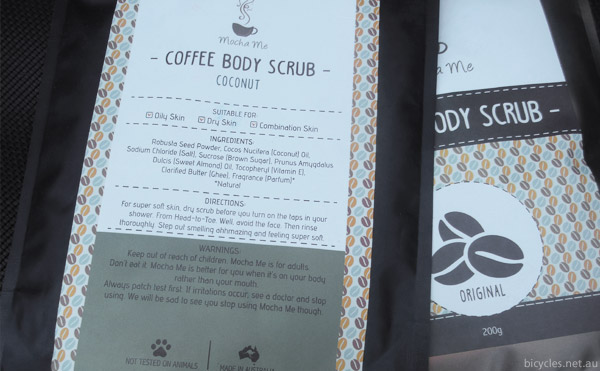 Mocha Me
- COFFEE BODY SCRUB -
COCONUT
SUITABLE FOR:
Oily Skin Dry Skin Combination Skin
INGREDIENTS:
Robusta Seed Powder, Cocos Nucifera (Coconut) Oil,
Sodium Chloride (Salt), Sucrose (Brown Sugar), Prunus Amygdalus
Dulcis (Sweet Almond) Oil, Tocopheryl (Vitamin E),
Clarified Butter (Ghee), Fragrance (Parfum)*
*Natural
DIRECTIONS:
For super soft skin, dry scrub before you turn on the taps in your
shower. From Head-to-Toe. Well, avoid the face. Then rinse
thoroughly. Step out smelling ahhmazing and feeling super soft.
WARNINGS:
Keep out of reach of children. Mocha Me is for adults.
Don't eat it. Mocha Me is better for you when it's on your body
rather than your mouth.
Always patch test first. If irritations occur, see a doctor and stop
using. We will be sad to see you stop using Mocha Me though.
NOT TESTED ON ANIMALS
MADE IN AUSTRALIA
Me
ODY SCRUB -
ORIGINAL
200g
bicycles.net.au